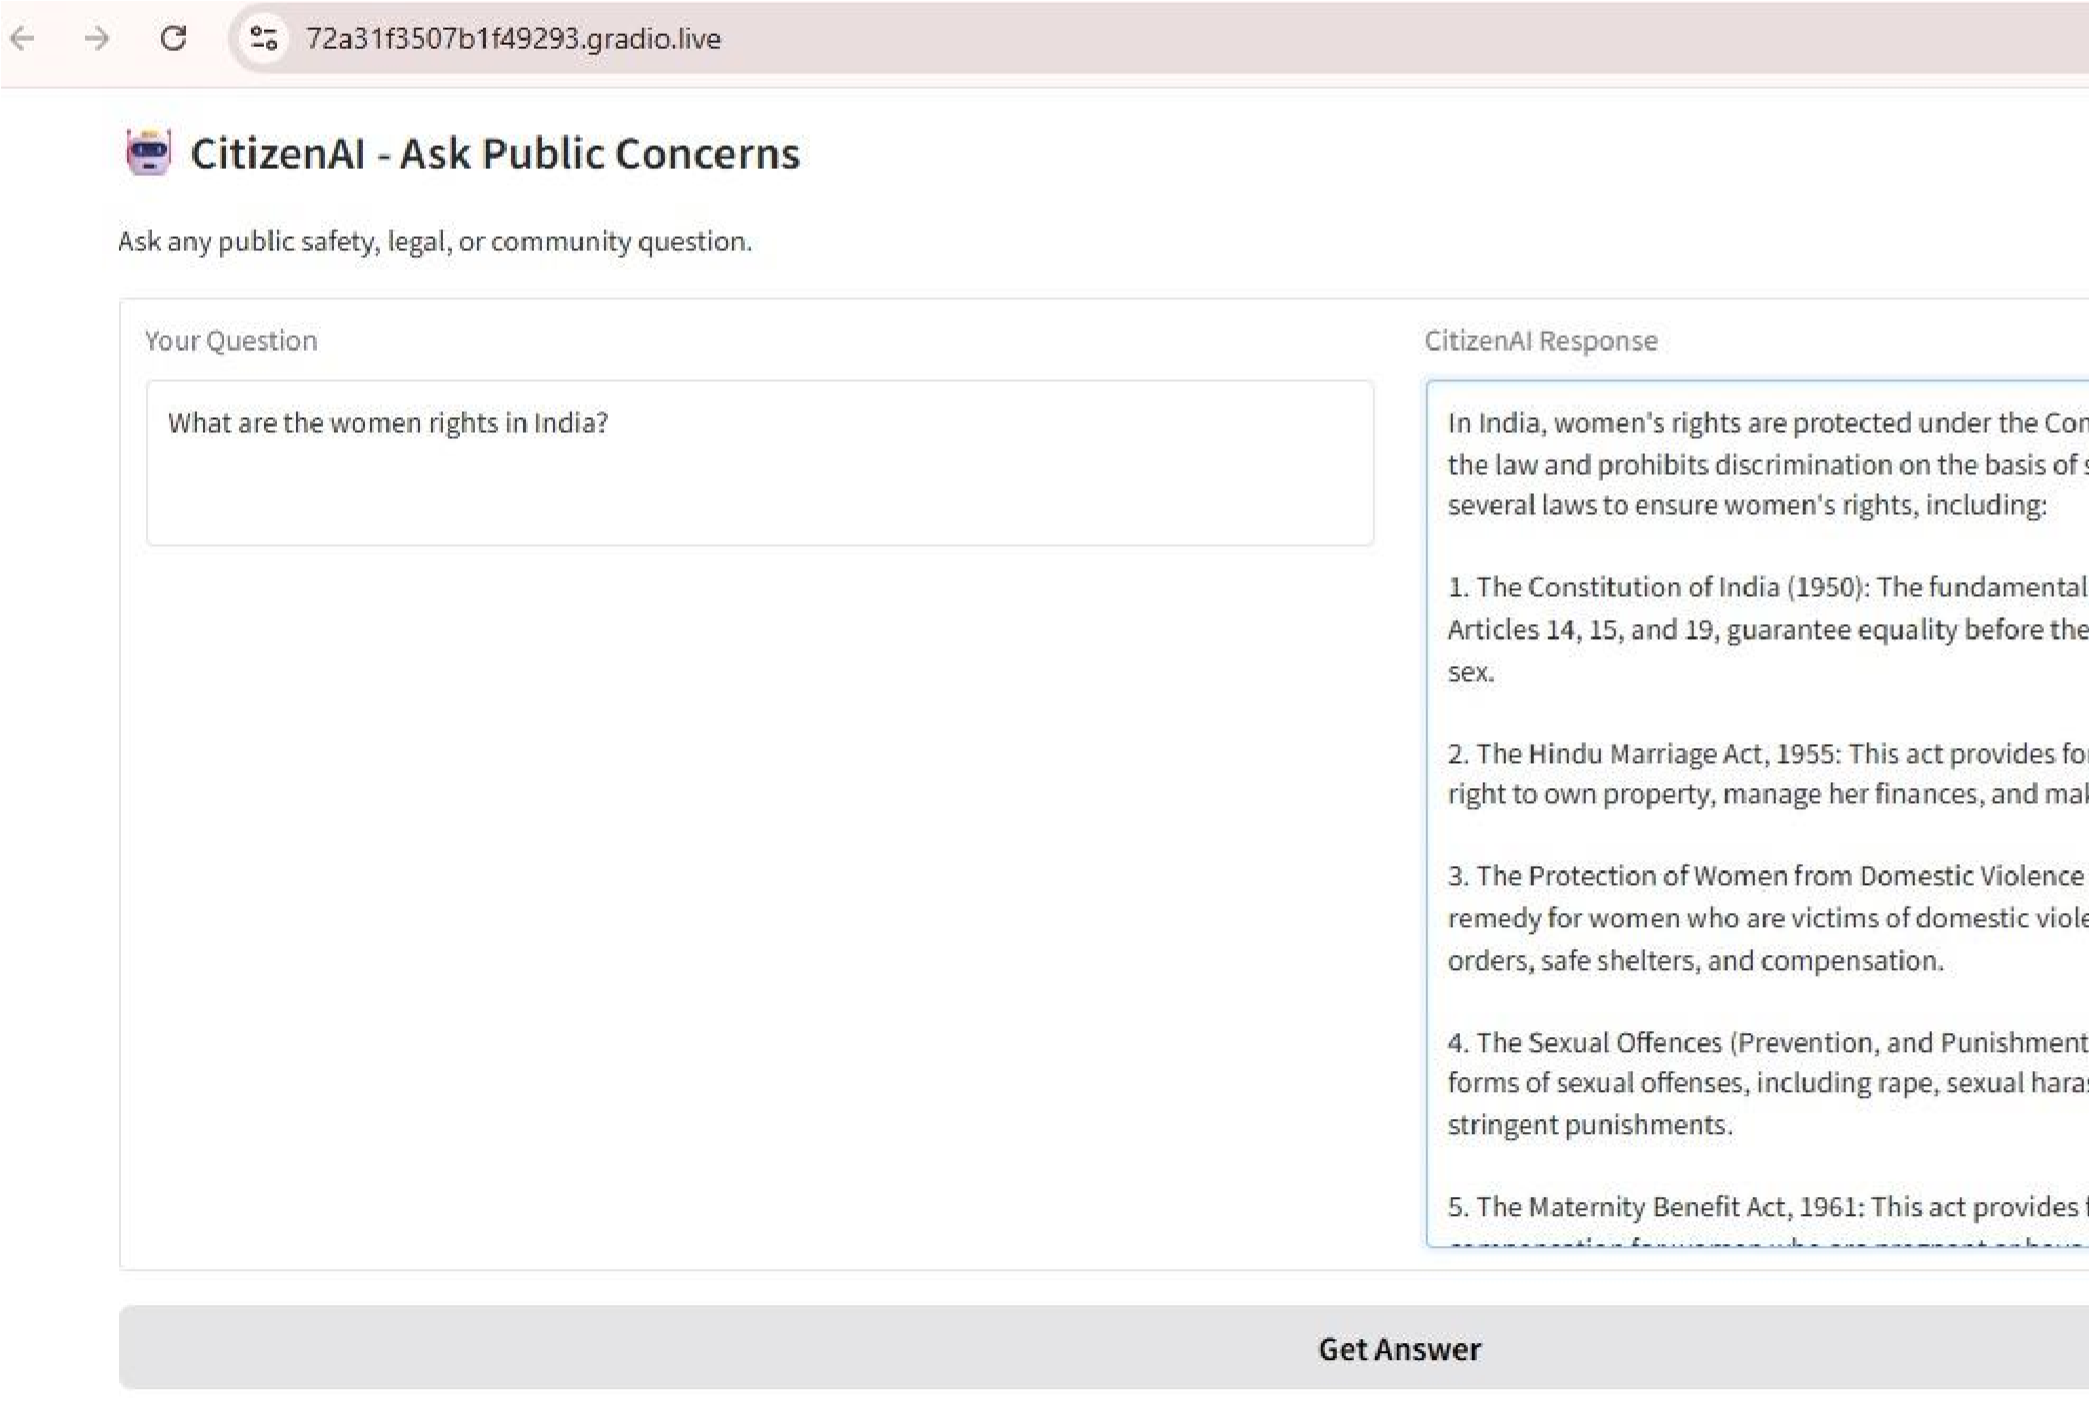 72a31f3507b1f49293.gradio.live
CitizenAI - Ask Public Concerns
Ask any public safety, legal, or community question.
Your Question
What are the women rights in India?
CitizenAI Response
In India, women's rights are protected under the
the law and prohibits discrimination on the basis of
several laws to ensure women's rights, including:
1. The Constitution of India (1950): The fundamental
Articles 14, 15, and 19, guarantee equality before the
sex.
2. The Hindu Marriage Act, 1955: This act provides
right to own property, manage her finances, and
3. The Protection of Women from Domestic Violence
remedy for women who are victims of domestic
orders, safe shelters, and compensation.
4. The Sexual Offences (Prevention, and Punishment
forms of sexual offenses, including rape, sexual
stringent punishments.
5. The Maternity Benefit Act, 1961: This act provides
Get Answer